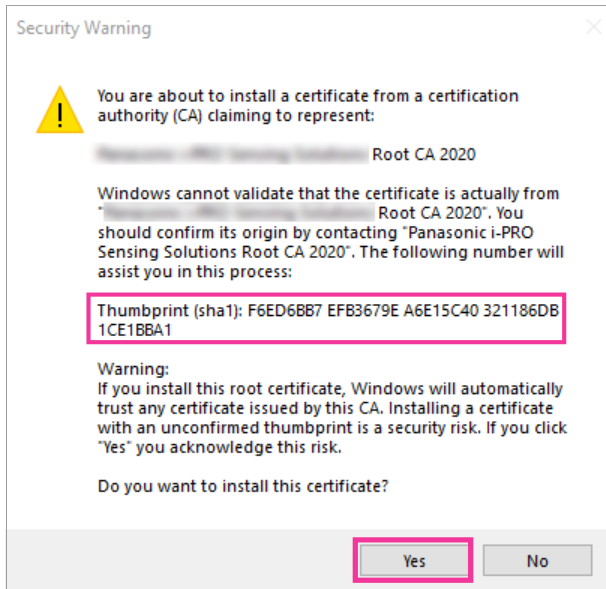 Security Warning
You are about to install a certificate from a certification
authority (CA) claiming to represent:
Root CA 2020
Windows cannot validate that the certificate is actually from
" Root CA 2020". You
should confirm its origin by contacting "Panasonic i-PRO
Sensing Solutions Root CA 2020". The following number will
assist you in this process:
Thumbprint (sha1): F6ED6BB7 EFB3679E A6E15C40 321186DB
1CE1BBA1
Warning:
If you install this root certificate, Windows will automatically
trust any certificate issued by this CA. Installing a certificate
with an unconfirmed thumbprint is a security risk. If you click
"Yes" you acknowledge this risk.
Do you want to install this certificate?
Yes
No